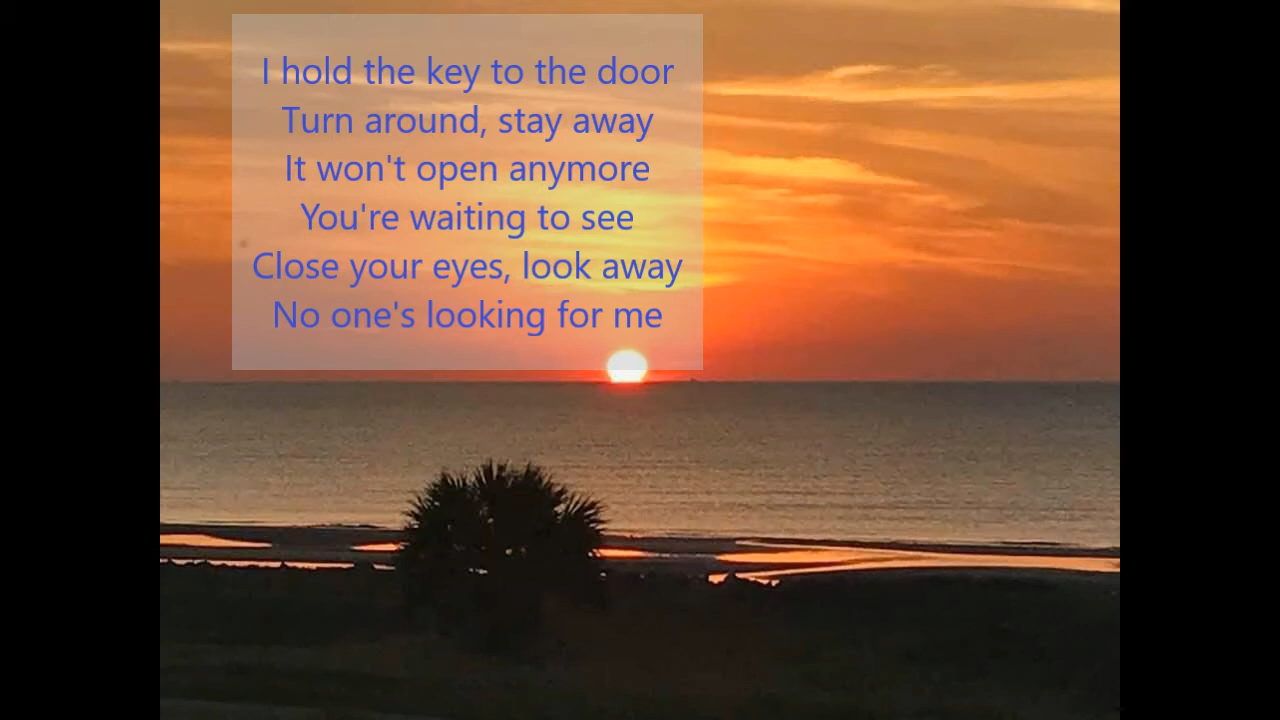 I hold the key to the door
Turn around, stay away
It won't open anymore
You're waiting to see
Close your eyes, look away
No one's looking for me